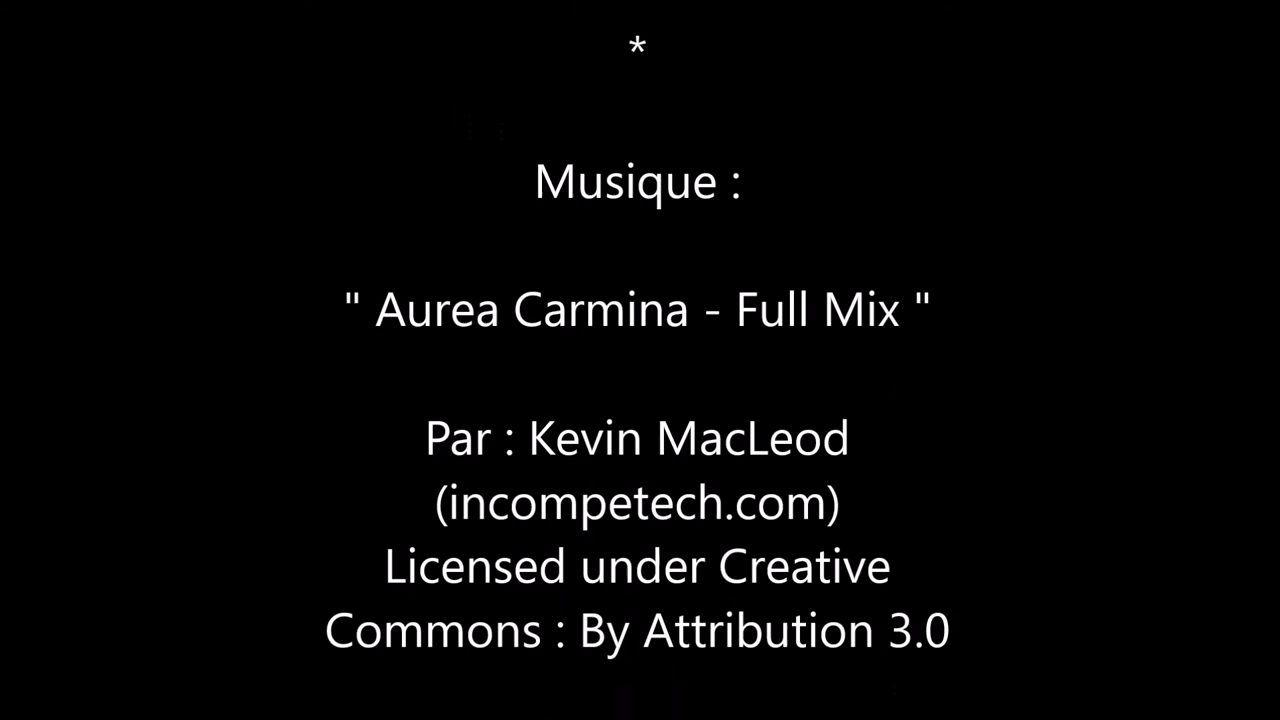 *
Musique :
" Aurea Carmina - Full Mix "
Par : Kevin MacLeod
(incompetech.com)
Licensed under Creative
Commons : By Attribution 3.0